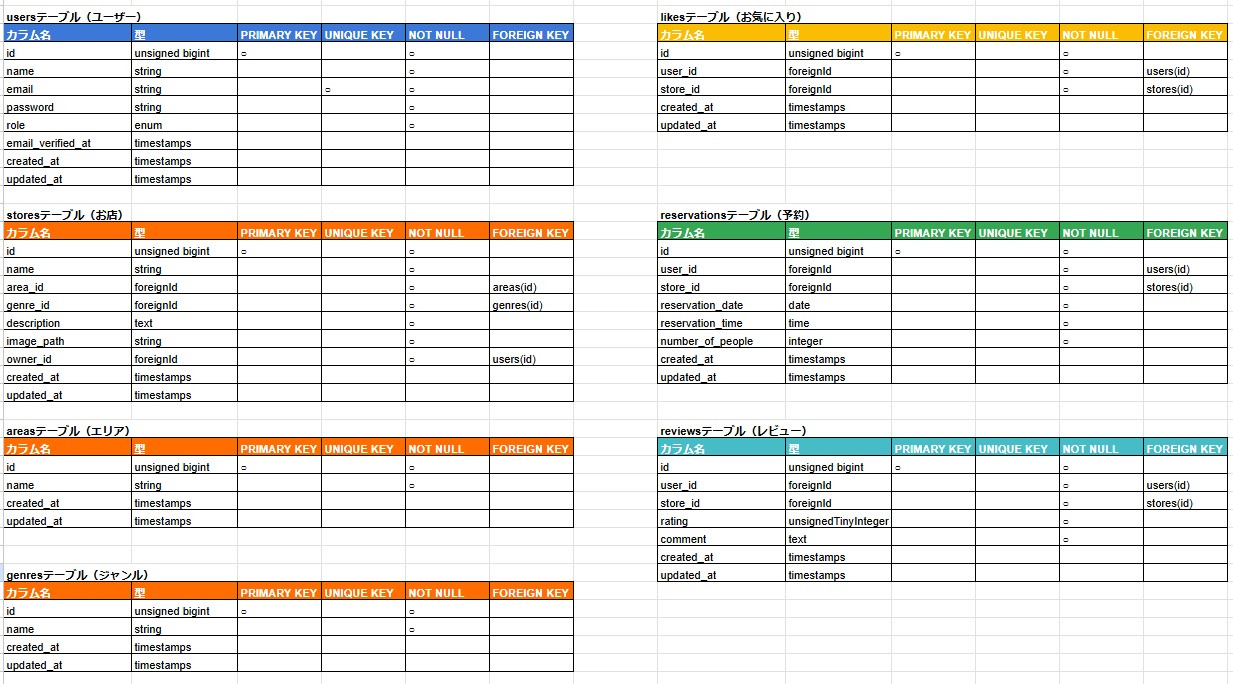 usersテーブル（ユーザー）
カラム名 型 PRIMARY KEY UNIQUE KEY NOT NULL FOREIGN KEY
id unsigned bigint ○ ○
name string ○
email string ○ ○
password string ○
role enum ○
email_verified_at timestamps
created_at timestamps
updated_at timestamps
storesテーブル（お店）
カラム名 型 PRIMARY KEY UNIQUE KEY NOT NULL FOREIGN KEY
id unsigned bigint ○ ○
name string ○
area_id foreignId ○ areas(id)
genre_id foreignId ○ genres(id)
description text ○
image_path string ○
owner_id foreignId ○ users(id)
created_at timestamps
updated_at timestamps
areasテーブル（エリア）
カラム名 型 PRIMARY KEY UNIQUE KEY NOT NULL FOREIGN KEY
id unsigned bigint ○ ○
name string ○
created_at timestamps
updated_at timestamps
genresテーブル（ジャンル）
カラム名 型 PRIMARY KEY UNIQUE KEY NOT NULL FOREIGN KEY
id unsigned bigint ○ ○
name string ○
created_at timestamps
updated_at timestamps
likesテーブル（お気に入り）
カラム名 型 PRIMARY KEY UNIQUE KEY NOT NULL FOREIGN KEY
id unsigned bigint ○ ○
user_id foreignId ○ users(id)
store_id foreignId ○ stores(id)
created_at timestamps
updated_at timestamps
reservationsテーブル（予約）
カラム名 型 PRIMARY KEY UNIQUE KEY NOT NULL FOREIGN KEY
id unsigned bigint ○ ○
user_id foreignId ○ users(id)
store_id foreignId ○ stores(id)
reservation_date date ○
reservation_time time ○
number_of_people integer ○
created_at timestamps
updated_at timestamps
reviewsテーブル（レビュー）
カラム名 型 PRIMARY KEY UNIQUE KEY NOT NULL FOREIGN KEY
id unsigned bigint ○ ○
user_id foreignId ○ users(id)
store_id foreignId ○ stores(id)
rating unsignedTinyInteger ○
comment text ○
created_at timestamps
updated_at timestamps